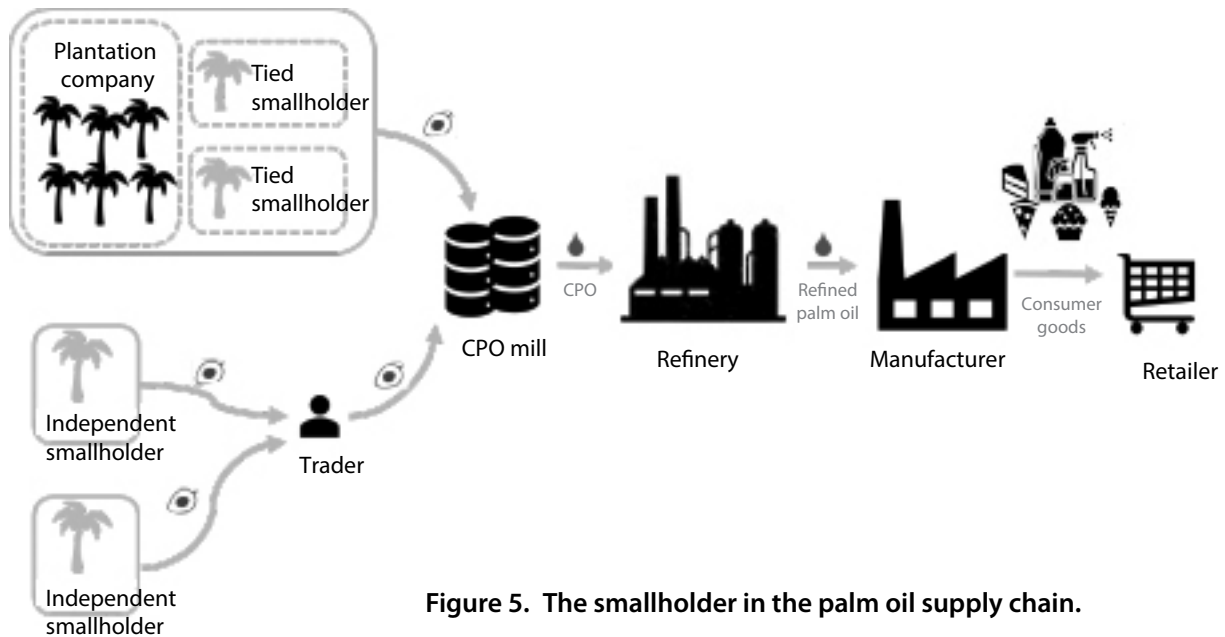 Plantation
company
Tied
smallholder
Tied
smallholder
CPO mill
CPO
Refinery
Refined
palm oil
Manufacturer
Consumer
goods
Retailer
Independent
smallholder
Trader
Independent
smallholder
Figure 5. The smallholder in the palm oil supply chain.